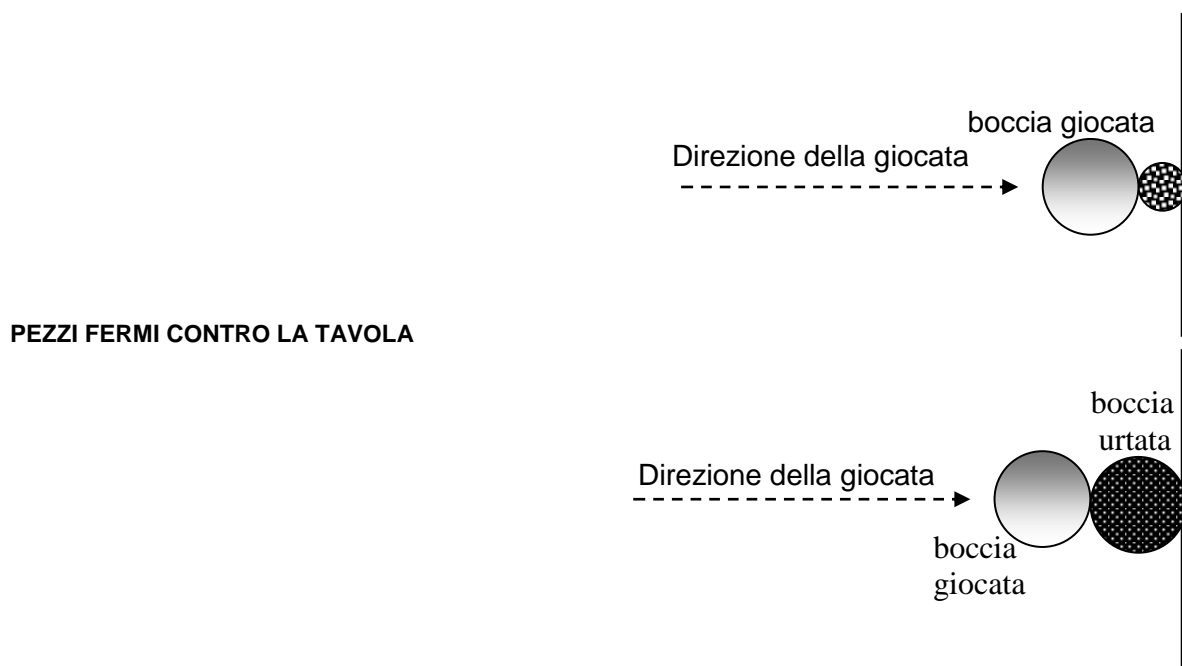 boccia giocata
Direzione della giocata
PEZZI FERMI CONTRO LA TAVOLA
boccia
urtata
Direzione della giocata
boccia
giocata